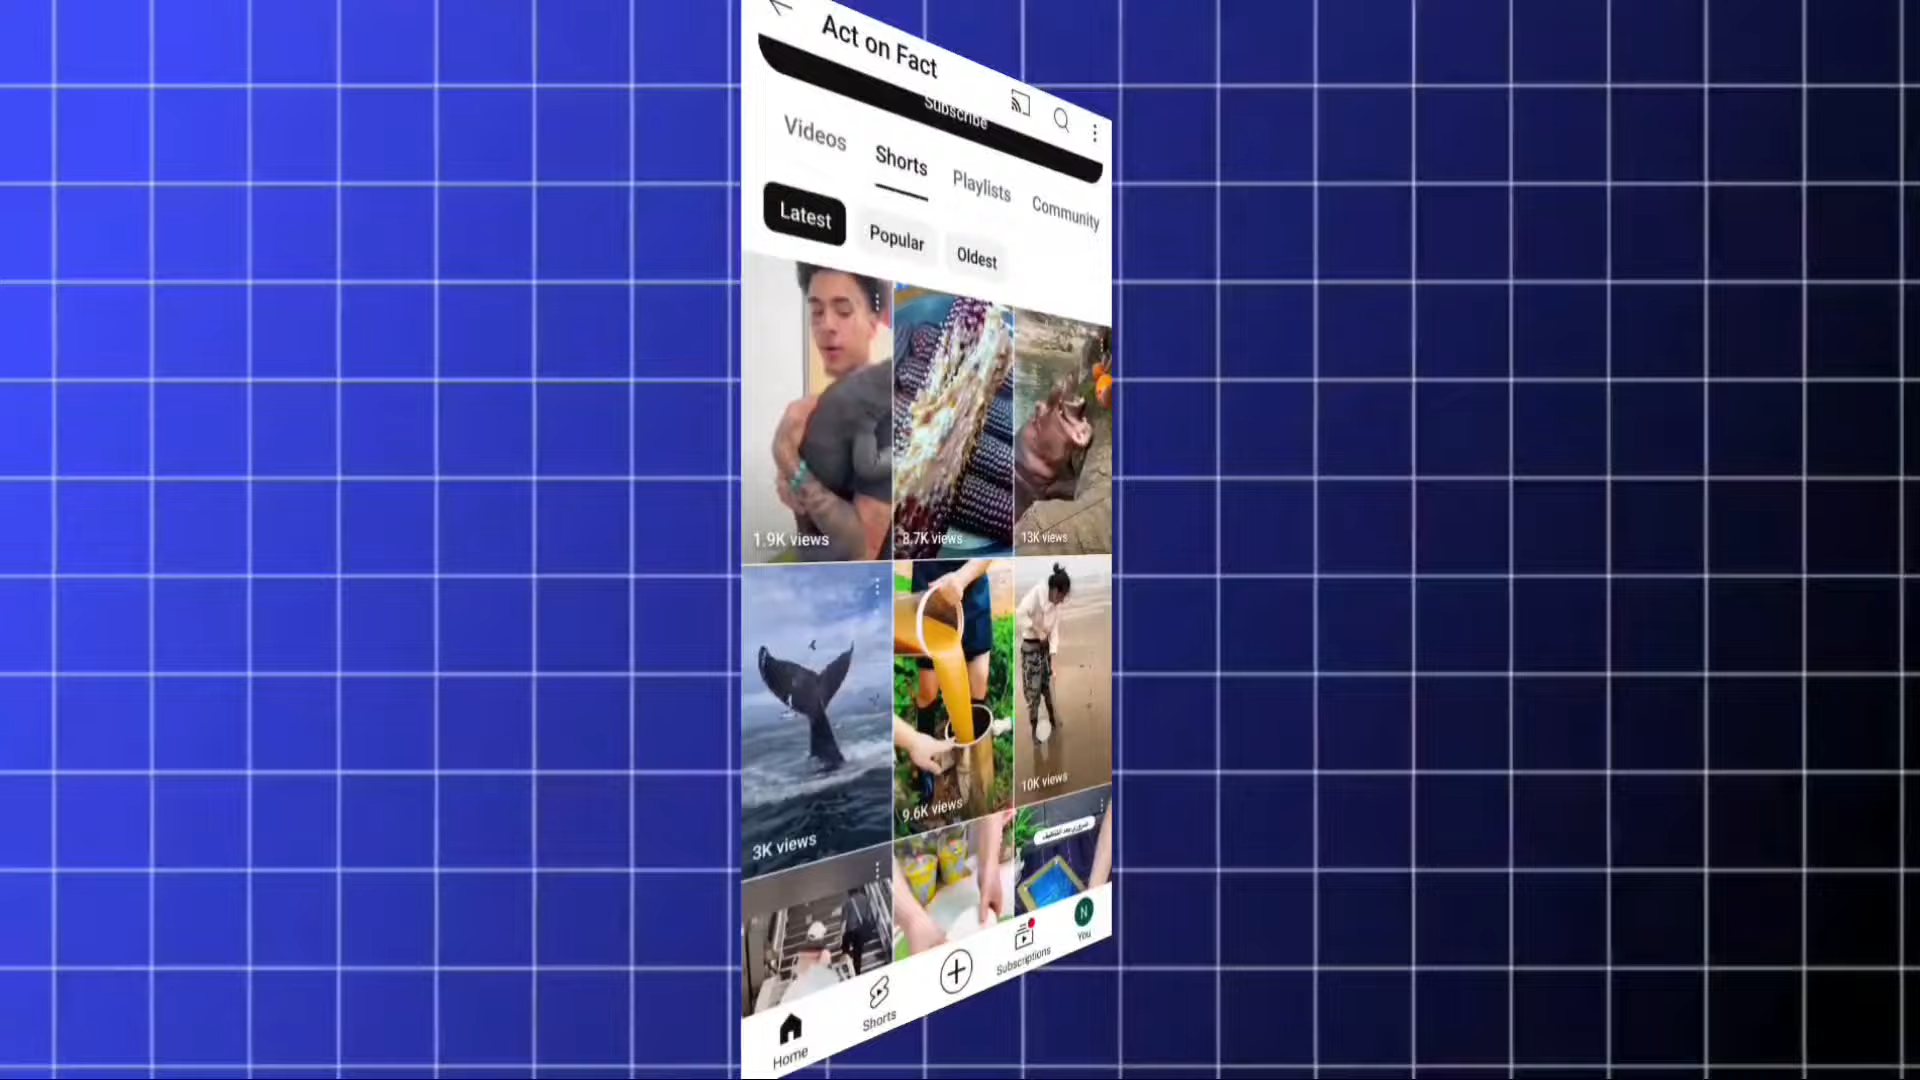 Act on Fact
Subscribe
Videos
Shorts
Playlists
Community
Latest
Popular
Oldest
1.9K views
8.7K views
13K views
3K views
9.6K views
10K views
Home
Shorts
Subscriptions
N
You